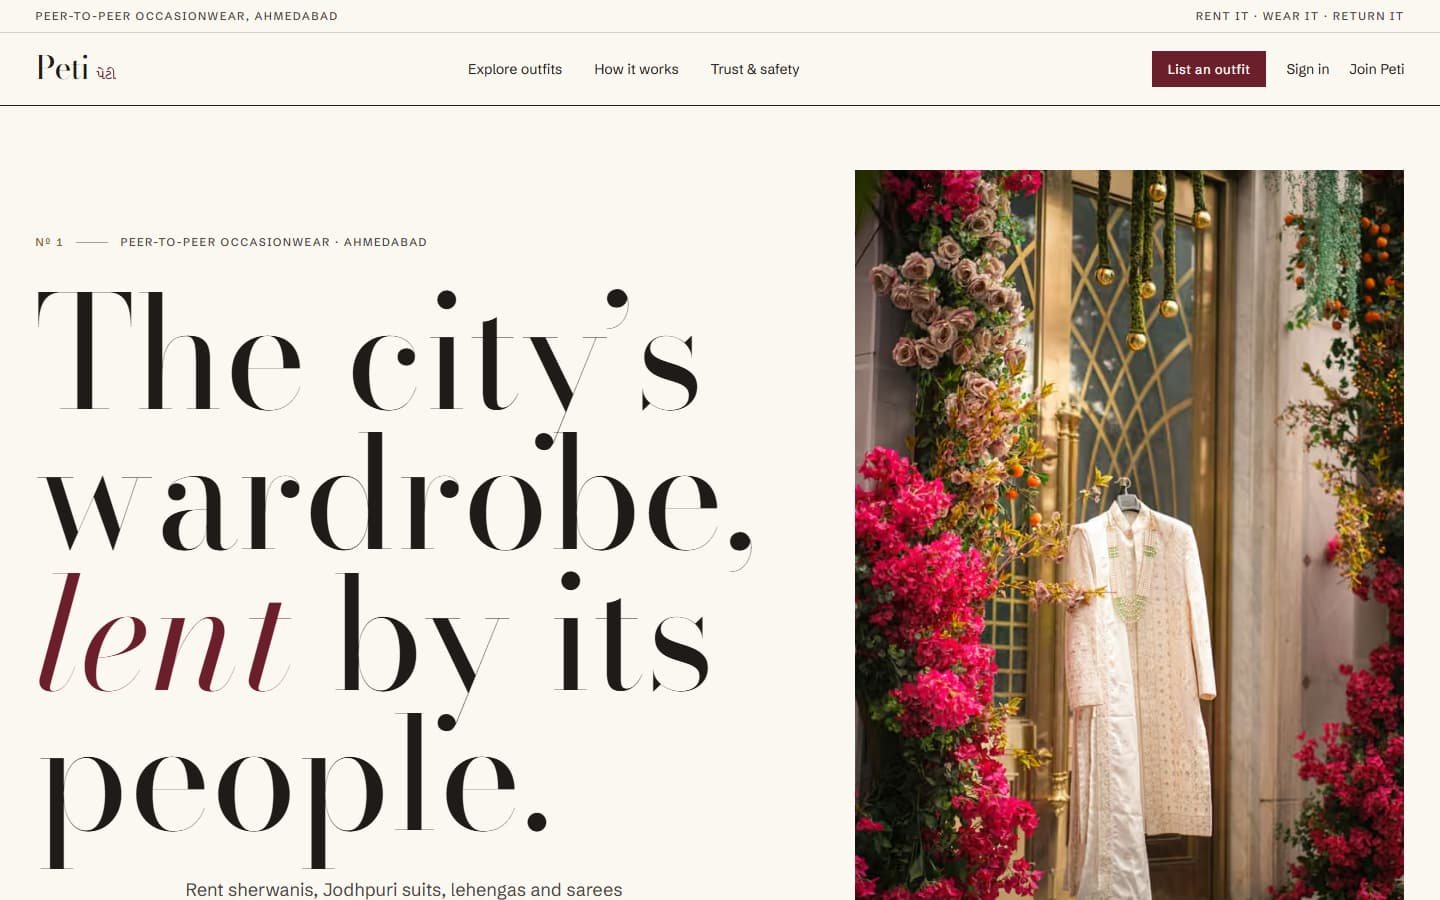 PEER-TO-PEER OCCASIONWEAR, AHMEDABAD
RENT IT · WEAR IT · RETURN IT
Peti પેટી
Explore outfits
How it works
Trust & safety
List an outfit
Sign in
Join Peti
Nº 1 — PEER-TO-PEER OCCASIONWEAR · AHMEDABAD
The city’s
wardrobe,
lent by its
people.
Rent sherwanis, Jodhpuri suits, lehengas and sarees